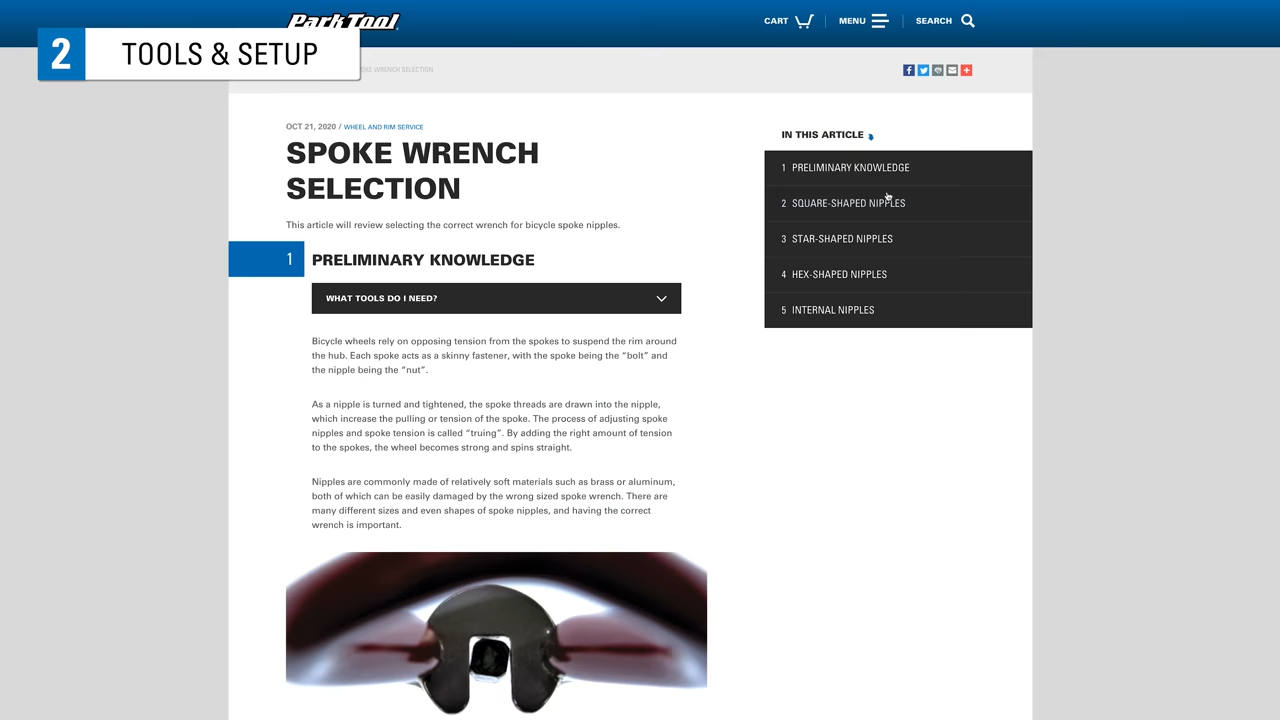 ParkTool
CART
MENU
SEARCH
2 TOOLS & SETUP
SPOKE WRENCH SELECTION
OCT 21, 2020 / WHEEL AND RIM SERVICE
SPOKE WRENCH
SELECTION
This article will review selecting the correct wrench for bicycle spoke nipples.
1 PRELIMINARY KNOWLEDGE
WHAT TOOLS DO I NEED?
Bicycle wheels rely on opposing tension from the spokes to suspend the rim around
the hub. Each spoke acts as a skinny fastener, with the spoke being the “bolt” and
the nipple being the “nut”.
As a nipple is turned and tightened, the spoke threads are drawn into the nipple,
which increase the pulling or tension of the spoke. The process of adjusting spoke
nipples and spoke tension is called “truing”. By adding the right amount of tension
to the spokes, the wheel becomes strong and spins straight.
Nipples are commonly made of relatively soft materials such as brass or aluminum,
both of which can be easily damaged by the wrong sized spoke wrench. There are
many different sizes and even shapes of spoke nipples, and having the correct
wrench is important.
IN THIS ARTICLE
1 PRELIMINARY KNOWLEDGE
2 SQUARE-SHAPED NIPPLES
3 STAR-SHAPED NIPPLES
4 HEX-SHAPED NIPPLES
5 INTERNAL NIPPLES